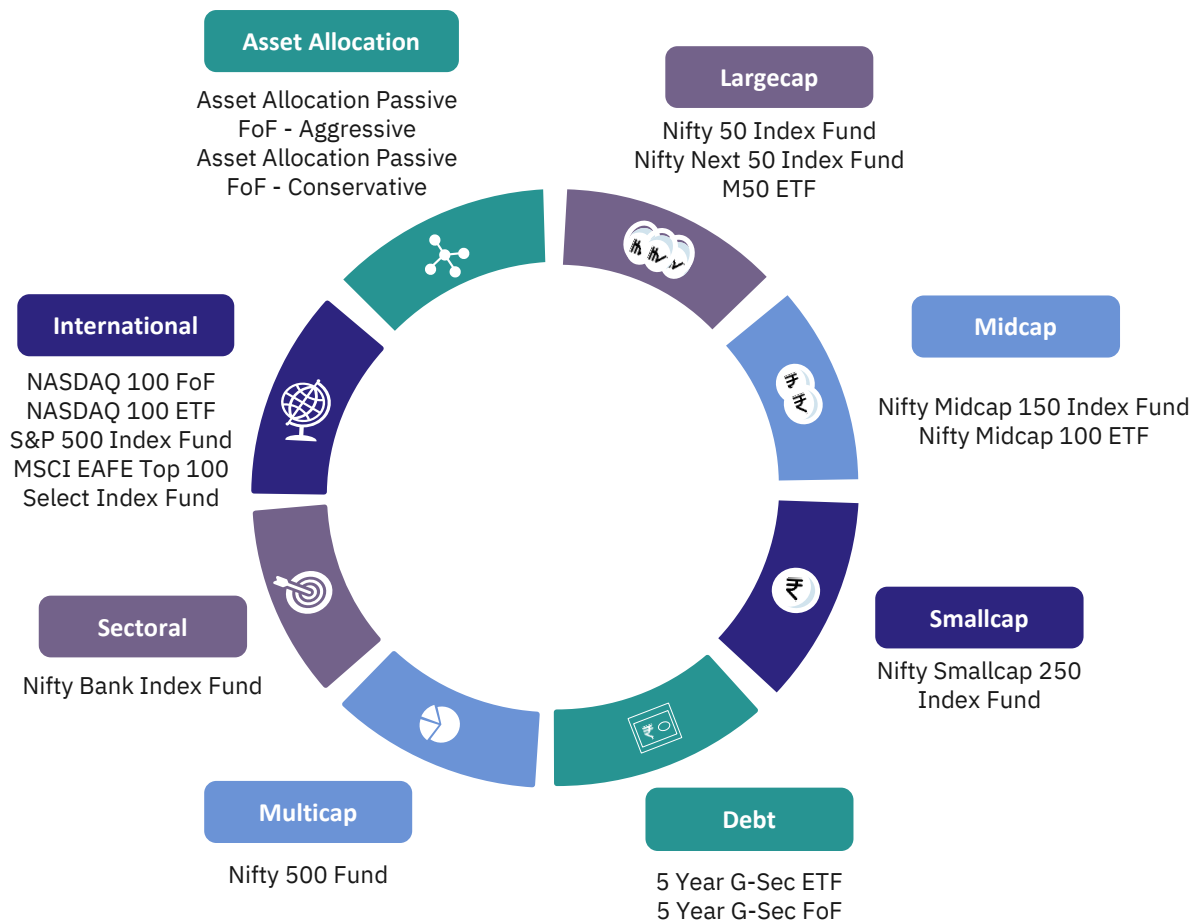 Asset Allocation
Asset Allocation Passive
FoF - Aggressive
Asset Allocation Passive
FoF - Conservative
Largecap
Nifty 50 Index Fund
Nifty Next 50 Index Fund
M50 ETF
International
NASDAQ 100 FoF
NASDAQ 100 ETF
S&P 500 Index Fund
MSCI EAFE Top 100
Select Index Fund
Midcap
Nifty Midcap 150 Index Fund
Nifty Midcap 100 ETF
Sectoral
Nifty Bank Index Fund
Smallcap
Nifty Smallcap 250
Index Fund
Multicap
Nifty 500 Fund
Debt
5 Year G-Sec ETF
5 Year G-Sec FoF